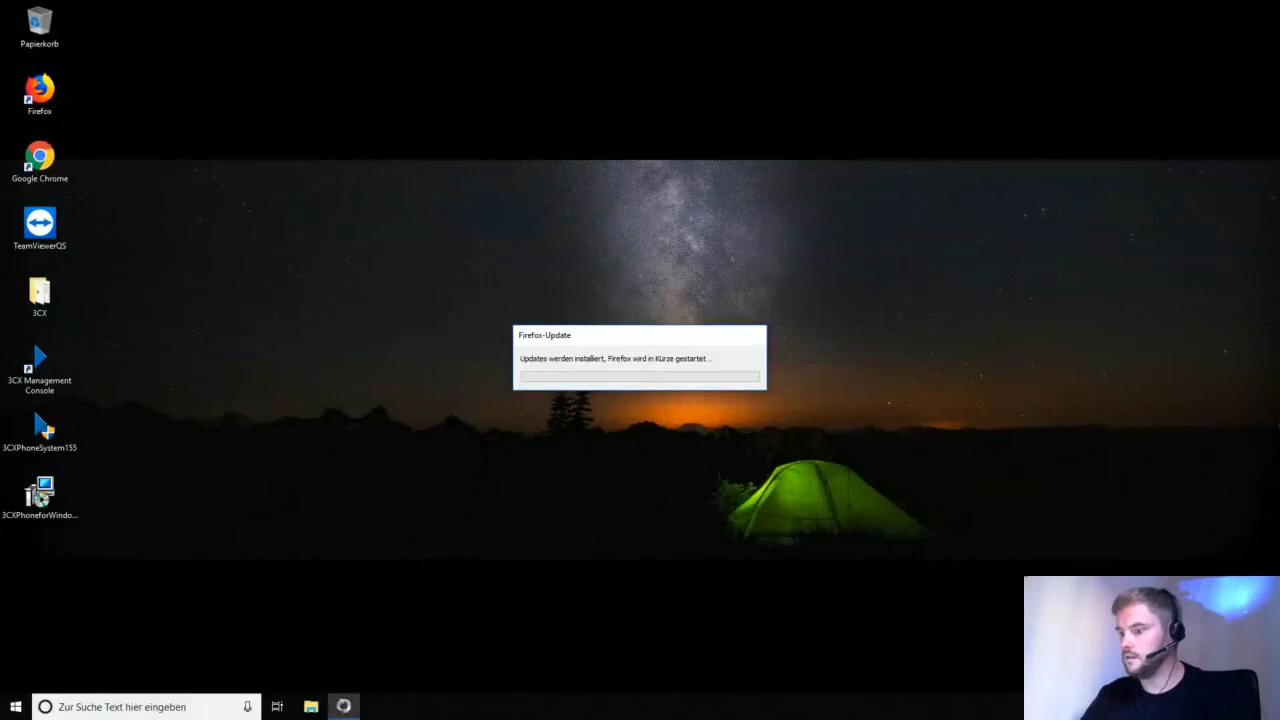 Papierkorb
Firefox
Google Chrome
TeamViewerQS
3CX
3CX Management
Console
3CXPhoneSystem155
3CXPhoneforWindo...
Firefox-Update
Updates werden installiert, Firefox wird in Kürze gestartet...
Zur Suche Text hier eingeben